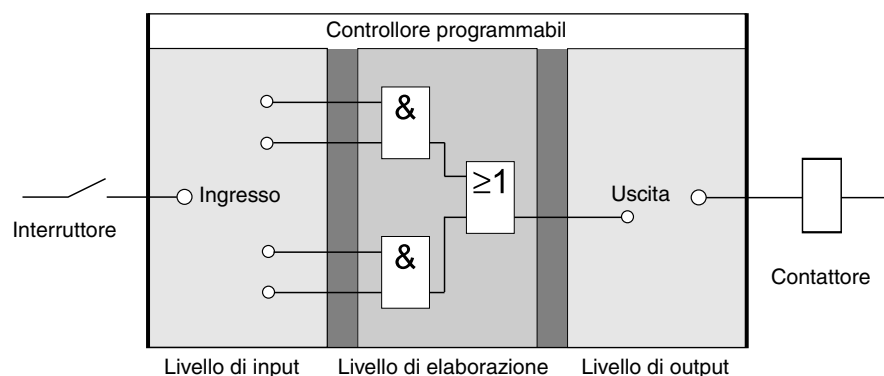 Controllore programmabil
&
≥1
Ingresso
Uscita
Interruttore
&
Contattore
Livello di input
Livello di elaborazione
Livello di output